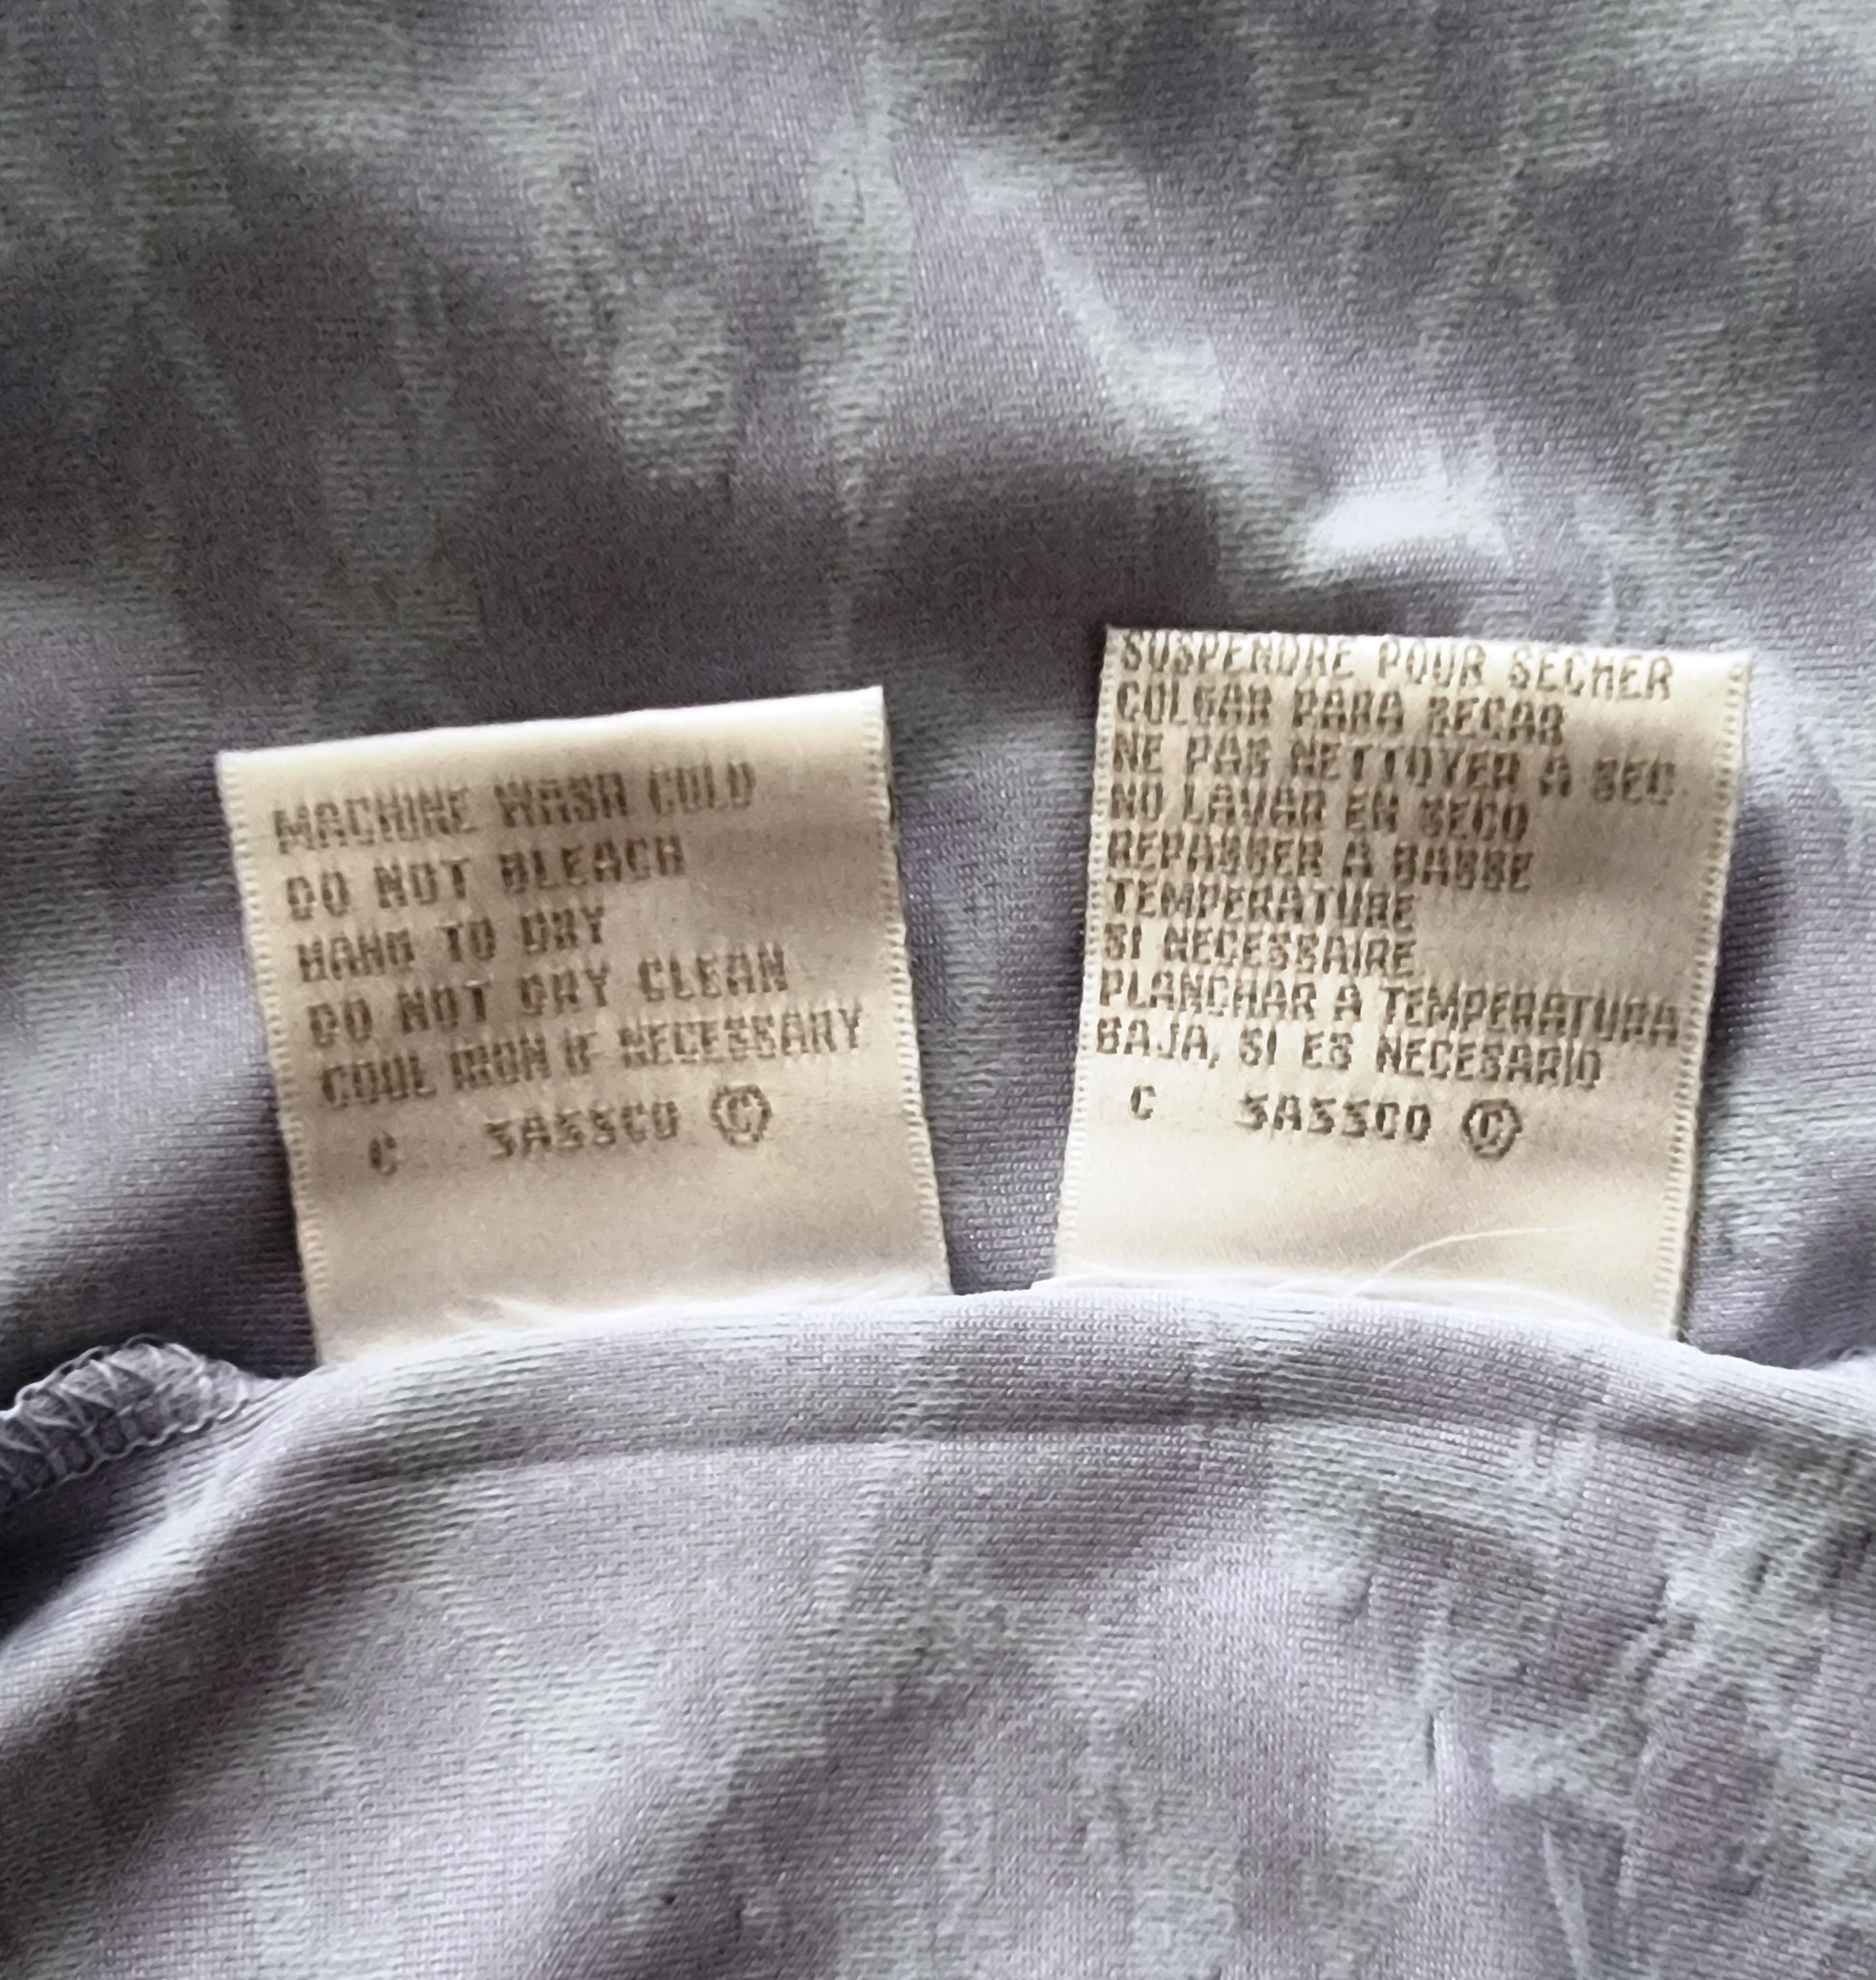 MACHINE WASH COLD
DO NOT BLEACH
HANG TO DRY
DO NOT DRY CLEAN
COOL IRON IF NECESSARY
C SASSCO ©
SUSPENDRE POUR SECHER
COLGAR PARA SECAR
NE PAS NETTOYER A SEC
NO LAVAR EN SECO
REPASSER A BASSE
TEMPERATURE
SI NECESSAIRE
PLANCHAR A TEMPERATURA
BAJA, SI ES NECESARIO
C SASSCO ©